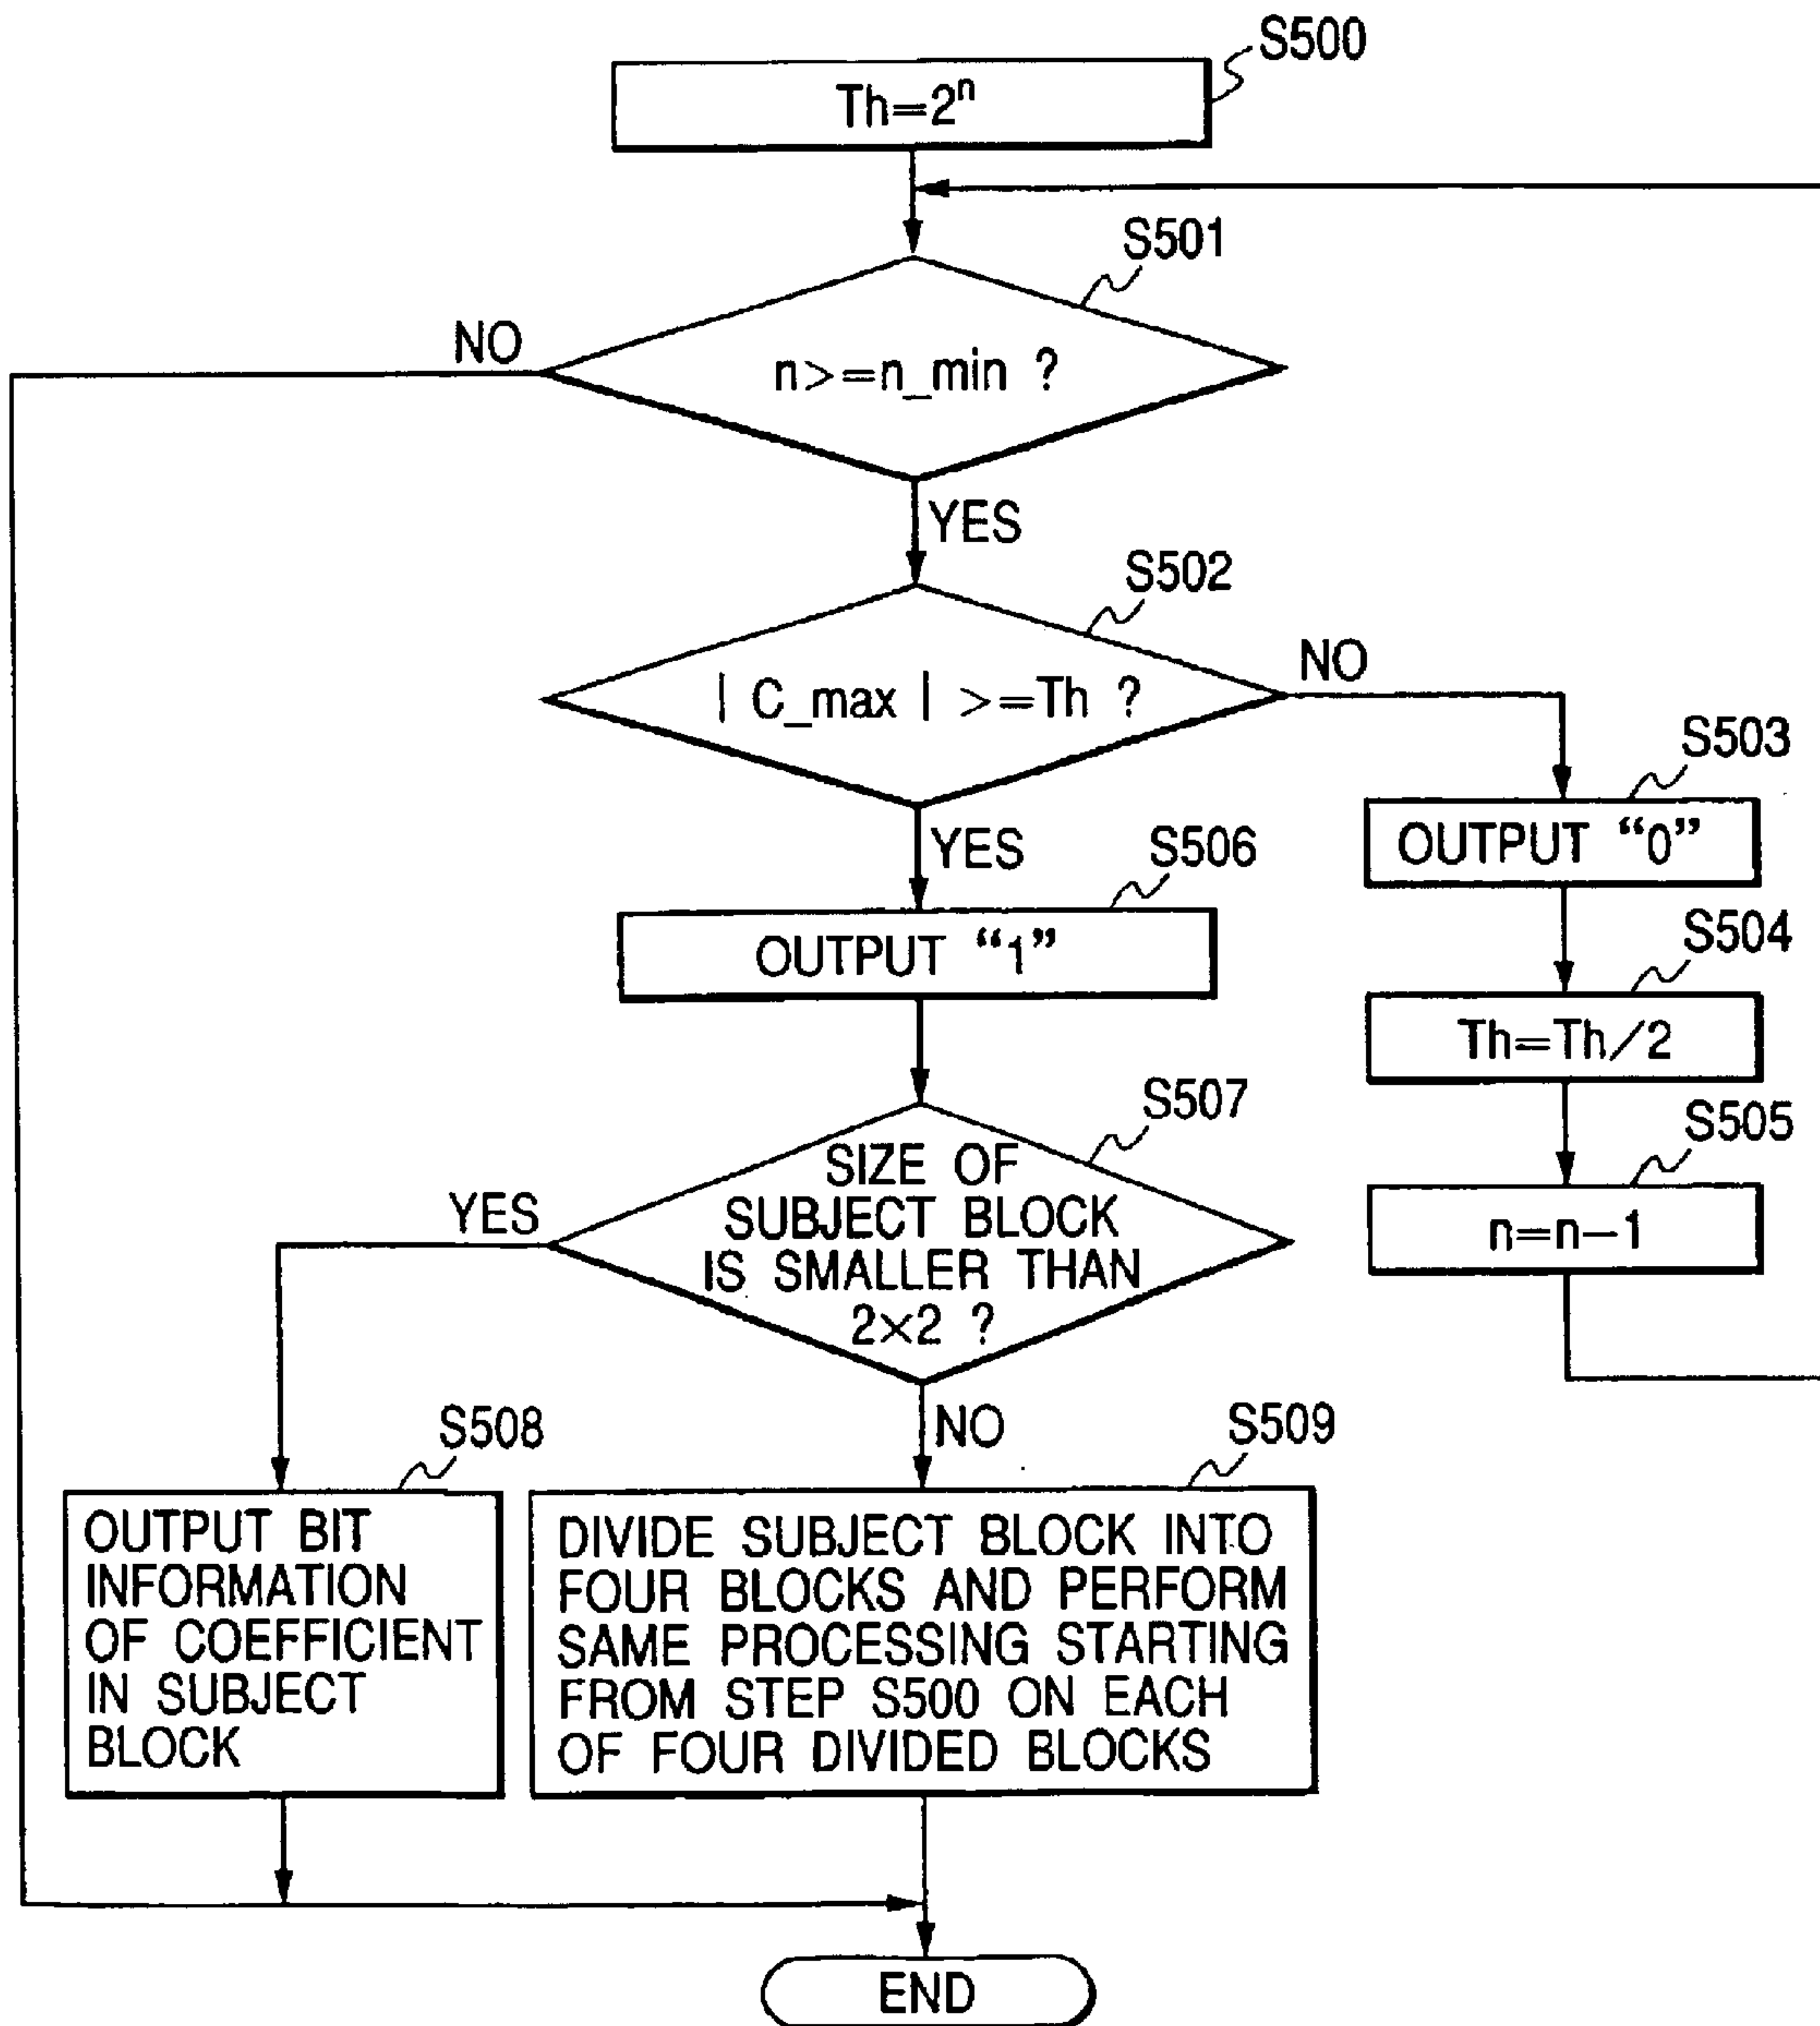 S500
Th=2ⁿ
S501
NO
n>=n_min ?
YES
S502
NO
| C_max | >=Th ?
S503
OUTPUT “0”
YES
S506
OUTPUT “1”
S504
Th=Th/2
S507
SIZE OF
SUBJECT BLOCK
IS SMALLER THAN
2×2 ?
YES
S505
n=n−1
NO
S508
OUTPUT BIT
INFORMATION
OF COEFFICIENT
IN SUBJECT
BLOCK
S509
DIVIDE SUBJECT BLOCK INTO
FOUR BLOCKS AND PERFORM
SAME PROCESSING STARTING
FROM STEP S500 ON EACH
OF FOUR DIVIDED BLOCKS
END